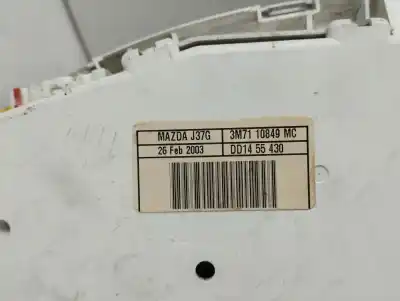 MAZDA J37G 3M71 10849 MC
26 Feb 2003 DD14 55 430